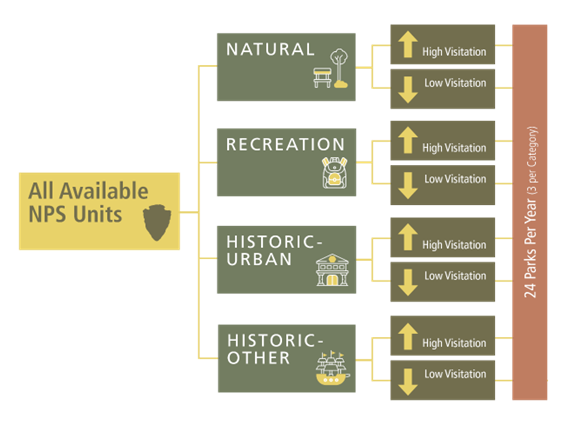 All Available
NPS Units
NATURAL
High Visitation
Low Visitation
RECREATION
High Visitation
Low Visitation
HISTORIC-
URBAN
High Visitation
Low Visitation
HISTORIC-
OTHER
High Visitation
Low Visitation
24 Parks Per Year (3 per Category)